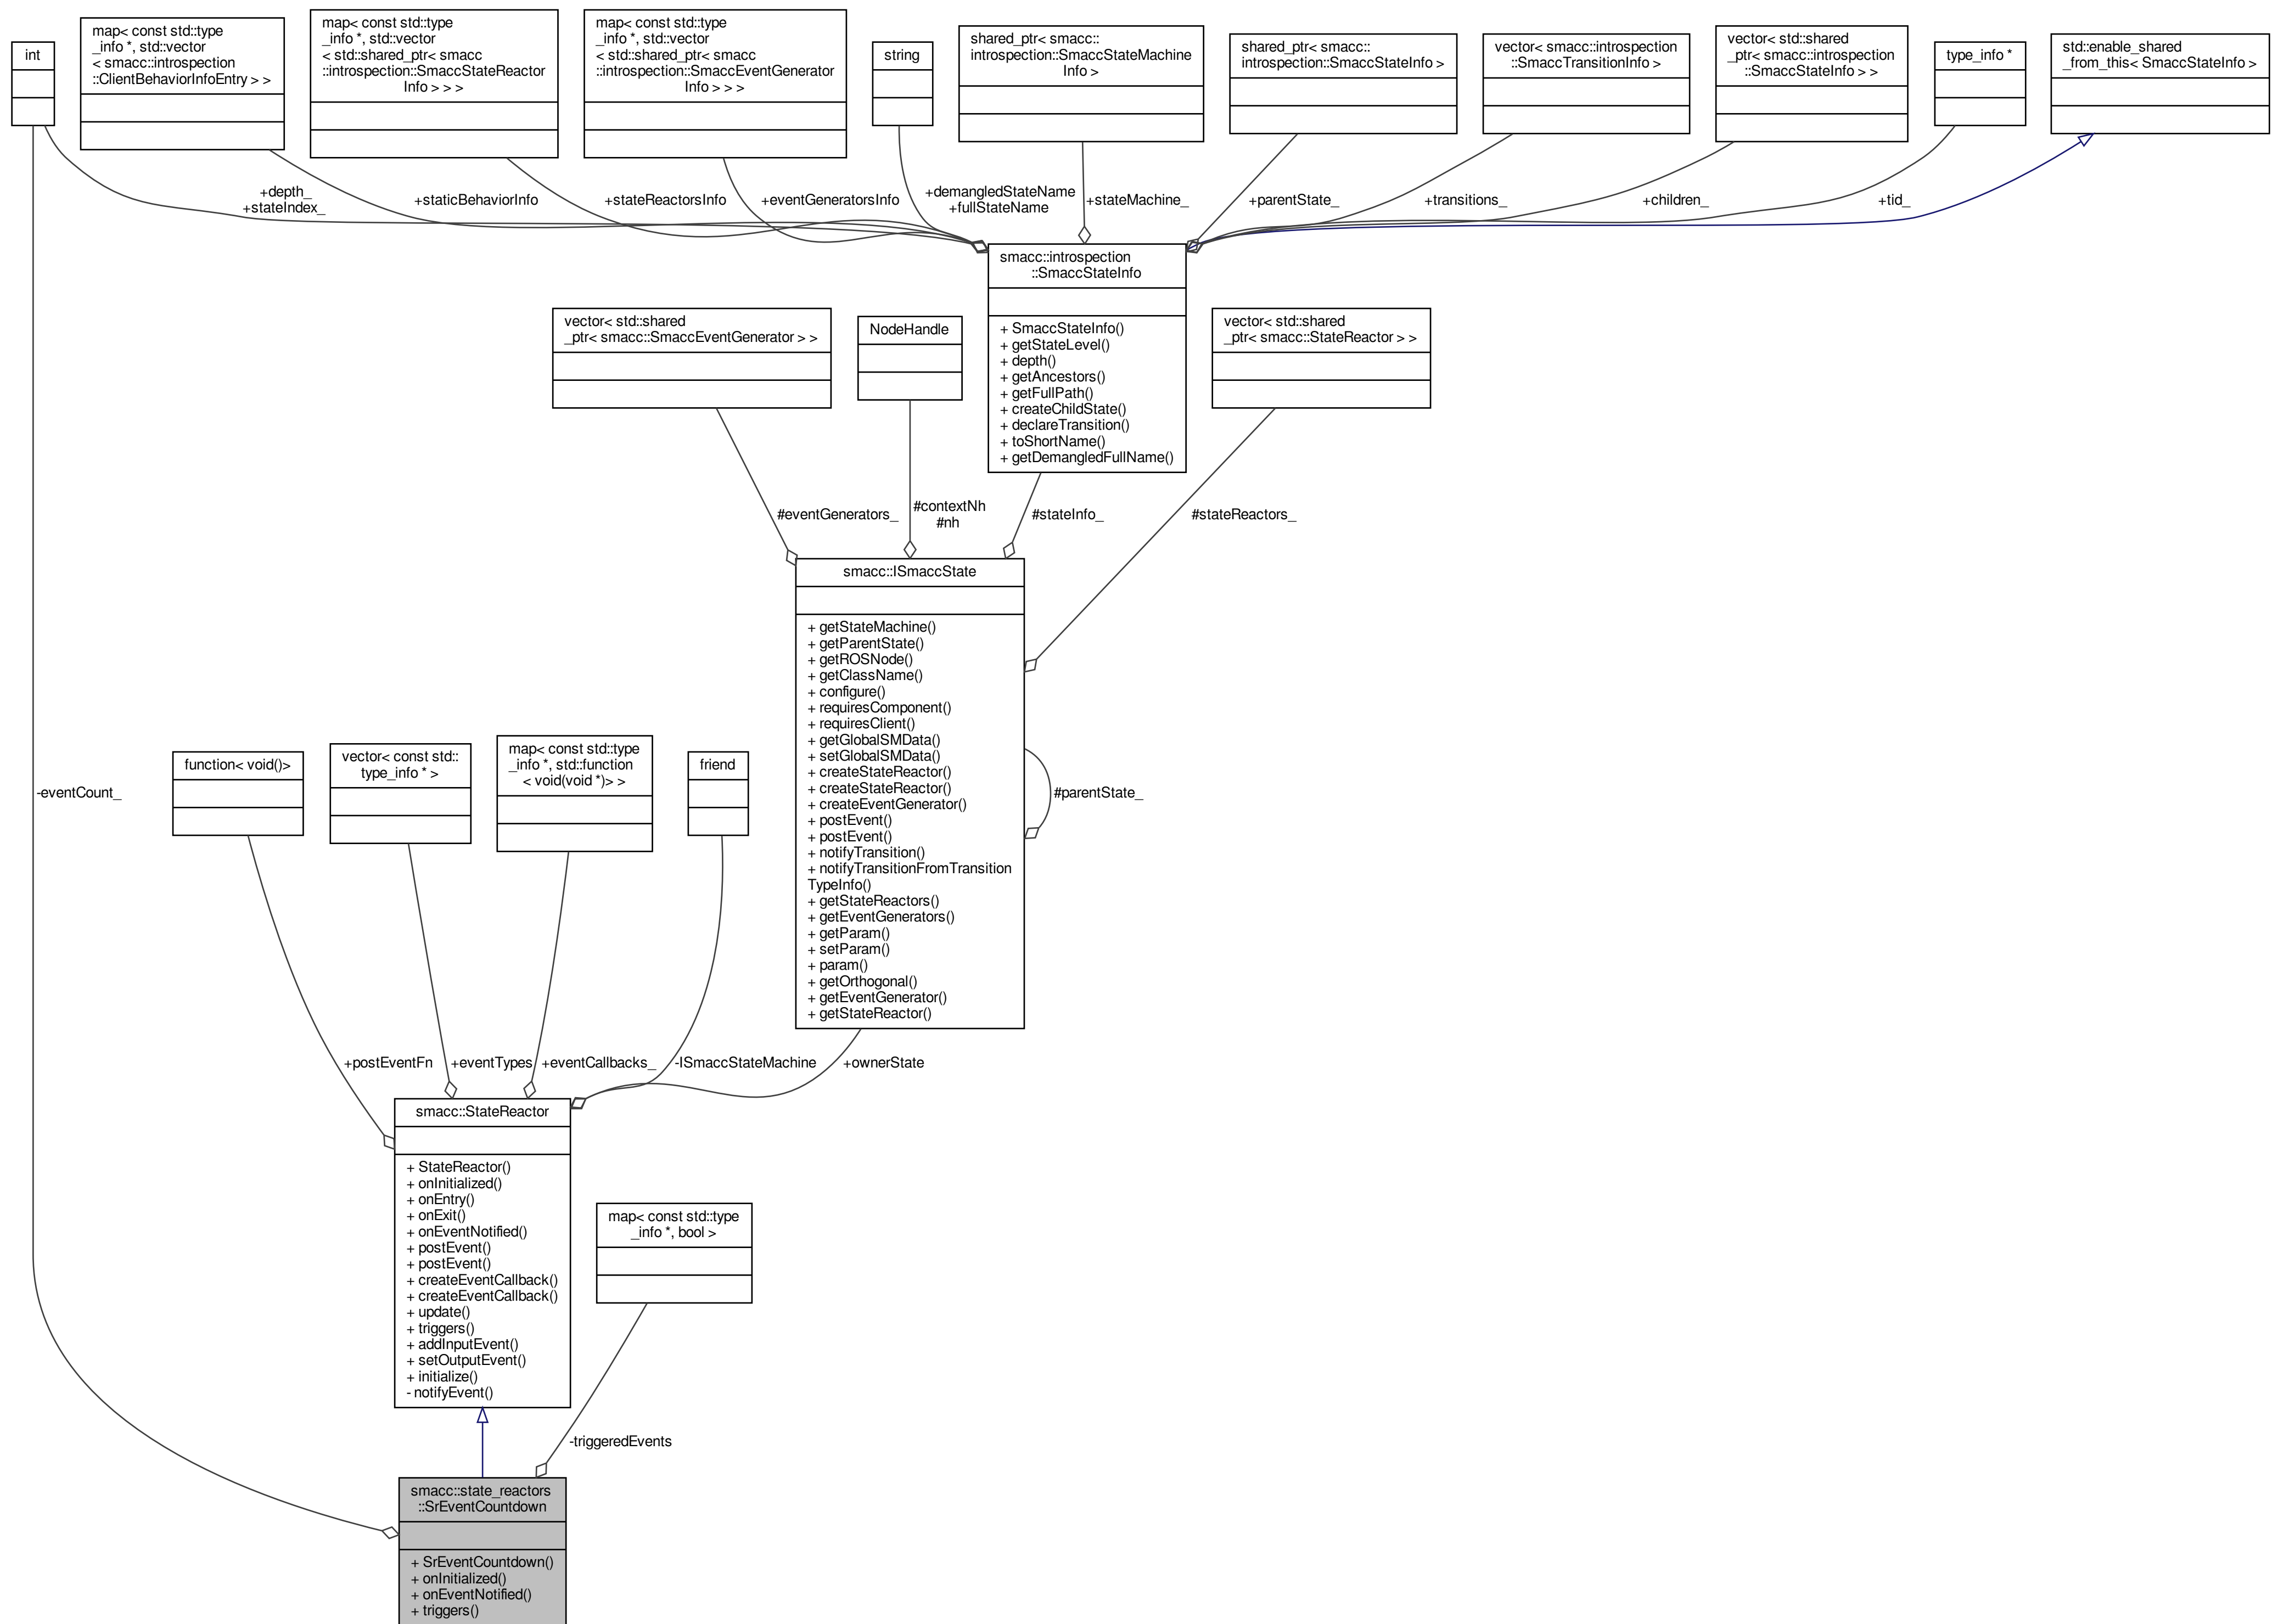 int
map< const std::type
_info *, std::vector
< smacc::introspection
::ClientBehaviorInfoEntry > >
map< const std::type
_info *, std::vector
< std::shared_ptr< smacc
::introspection::SmaccStateReactor
Info > > >
map< const std::type
_info *, std::vector
< std::shared_ptr< smacc
::introspection::SmaccEventGenerator
Info > > >
string
shared_ptr< smacc::
introspection::SmaccStateMachine
Info >
shared_ptr< smacc::
introspection::SmaccStateInfo >
vector< smacc::introspection
::SmaccTransitionInfo >
vector< std::shared
_ptr< smacc::introspection
::SmaccStateInfo > >
type_info *
std::enable_shared
_from_this< SmaccStateInfo >
+depth_
+stateIndex_
+staticBehaviorInfo
+stateReactorsInfo
+eventGeneratorsInfo
+demangledStateName
+fullStateName
+stateMachine_
+parentState_
+transitions_
+children_
+tid_
smacc::introspection
::SmaccStateInfo
+ SmaccStateInfo()
+ getStateLevel()
+ depth()
+ getAncestors()
+ getFullPath()
+ createChildState()
+ declareTransition()
+ toShortName()
+ getDemangledFullName()
vector< std::shared
_ptr< smacc::SmaccEventGenerator > >
NodeHandle
vector< std::shared
_ptr< smacc::StateReactor > >
#eventGenerators_
#contextNh
#nh
#stateInfo_
#stateReactors_
smacc::ISmaccState
+ getStateMachine()
+ getParentState()
+ getROSNode()
+ getClassName()
+ configure()
+ requiresComponent()
+ requiresClient()
+ getGlobalSMData()
+ setGlobalSMData()
+ createStateReactor()
+ createStateReactor()
+ createEventGenerator()
+ postEvent()
+ postEvent()
+ notifyTransition()
+ notifyTransitionFromTransition
TypeInfo()
+ getStateReactors()
+ getEventGenerators()
+ getParam()
+ setParam()
+ param()
+ getOrthogonal()
+ getEventGenerator()
+ getStateReactor()
#parentState_
-eventCount_
function< void()>
vector< const std::
type_info * >
map< const std::type
_info *, std::function
< void(void *)> >
friend
+postEventFn
+eventTypes
+eventCallbacks_
-ISmaccStateMachine
+ownerState
smacc::StateReactor
+ StateReactor()
+ onInitialized()
+ onEntry()
+ onExit()
+ onEventNotified()
+ postEvent()
+ postEvent()
+ createEventCallback()
+ createEventCallback()
+ update()
+ triggers()
+ addInputEvent()
+ setOutputEvent()
+ initialize()
- notifyEvent()
map< const std::type
_info *, bool >
-triggeredEvents
smacc::state_reactors
::SrEventCountdown
+ SrEventCountdown()
+ onInitialized()
+ onEventNotified()
+ triggers()